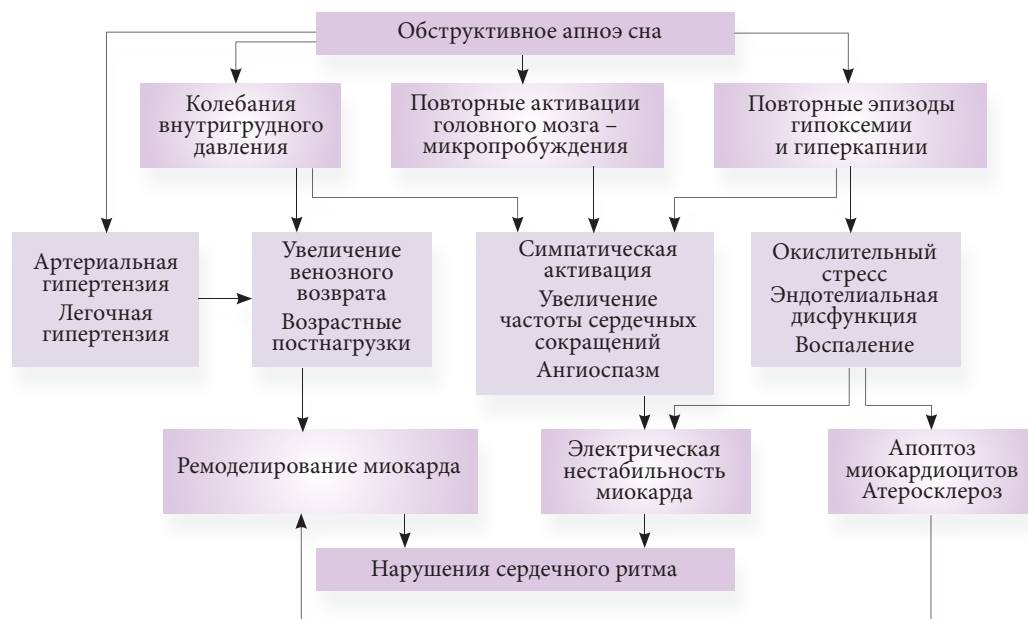 Обструктивное апноэ сна
Колебания
внутригрудного
давления
Повторные активации
головного мозга –
микропробуждения
Повторные эпизоды
гипоксемии
и гиперкапнии
Артериальная
гипертензия
Легочная
гипертензия
Увеличение
венозного
возврата
Возрастные
постнагрузки
Симпатическая
активация
Увеличение
частоты сердечных
сокращений
Ангиоспазм
Окислительный
стресс
Эндотелиальная
дисфункция
Воспаление
Ремоделирование миокарда
Электрическая
нестабильность
миокарда
Апоптоз
миокардиоцитов
Атеросклероз
Нарушения сердечного ритма